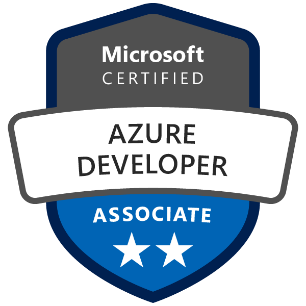 Microsoft
CERTIFIED
AZURE
DEVELOPER
ASSOCIATE